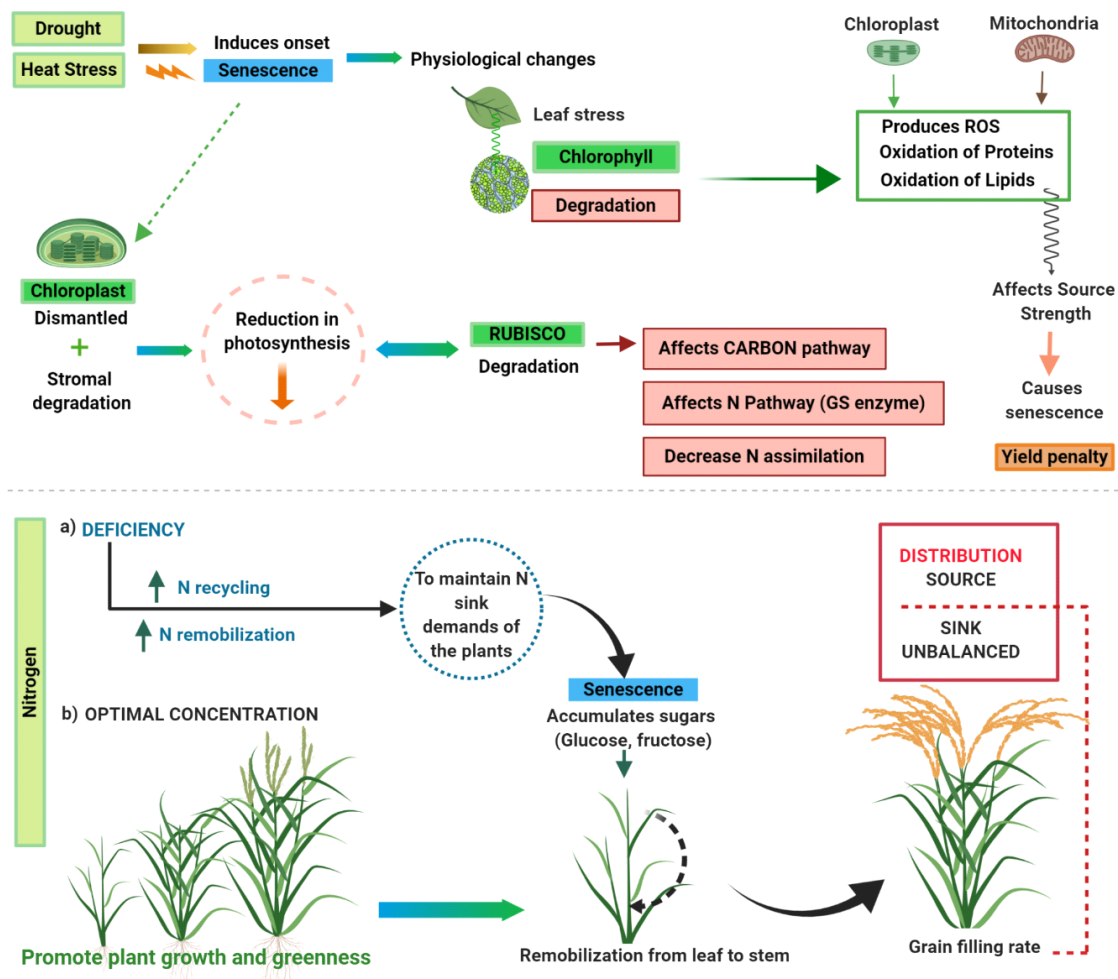 Drought
Heat Stress
Induces onset
Senescence
Physiological changes
Leaf stress
Chlorophyll
Degradation
Chloroplast
Mitochondria
Produces ROS
Oxidation of Proteins
Oxidation of Lipids
Affects Source
Strength
Causes
senescence
Yield penalty
Chloroplast
Dismantled
+
Stromal
degradation
Reduction in
photosynthesis
RUBISCO
Degradation
Affects CARBON pathway
Affects N Pathway (GS enzyme)
Decrease N assimilation
Nitrogen
a) DEFICIENCY
N recycling
N remobilization
To maintain N
sink
demands of
the plants
Senescence
Accumulates sugars
(Glucose, fructose)
DISTRIBUTION
SOURCE
SINK
UNBALANCED
b) OPTIMAL CONCENTRATION
Promote plant growth and greenness
Remobilization from leaf to stem
Grain filling rate